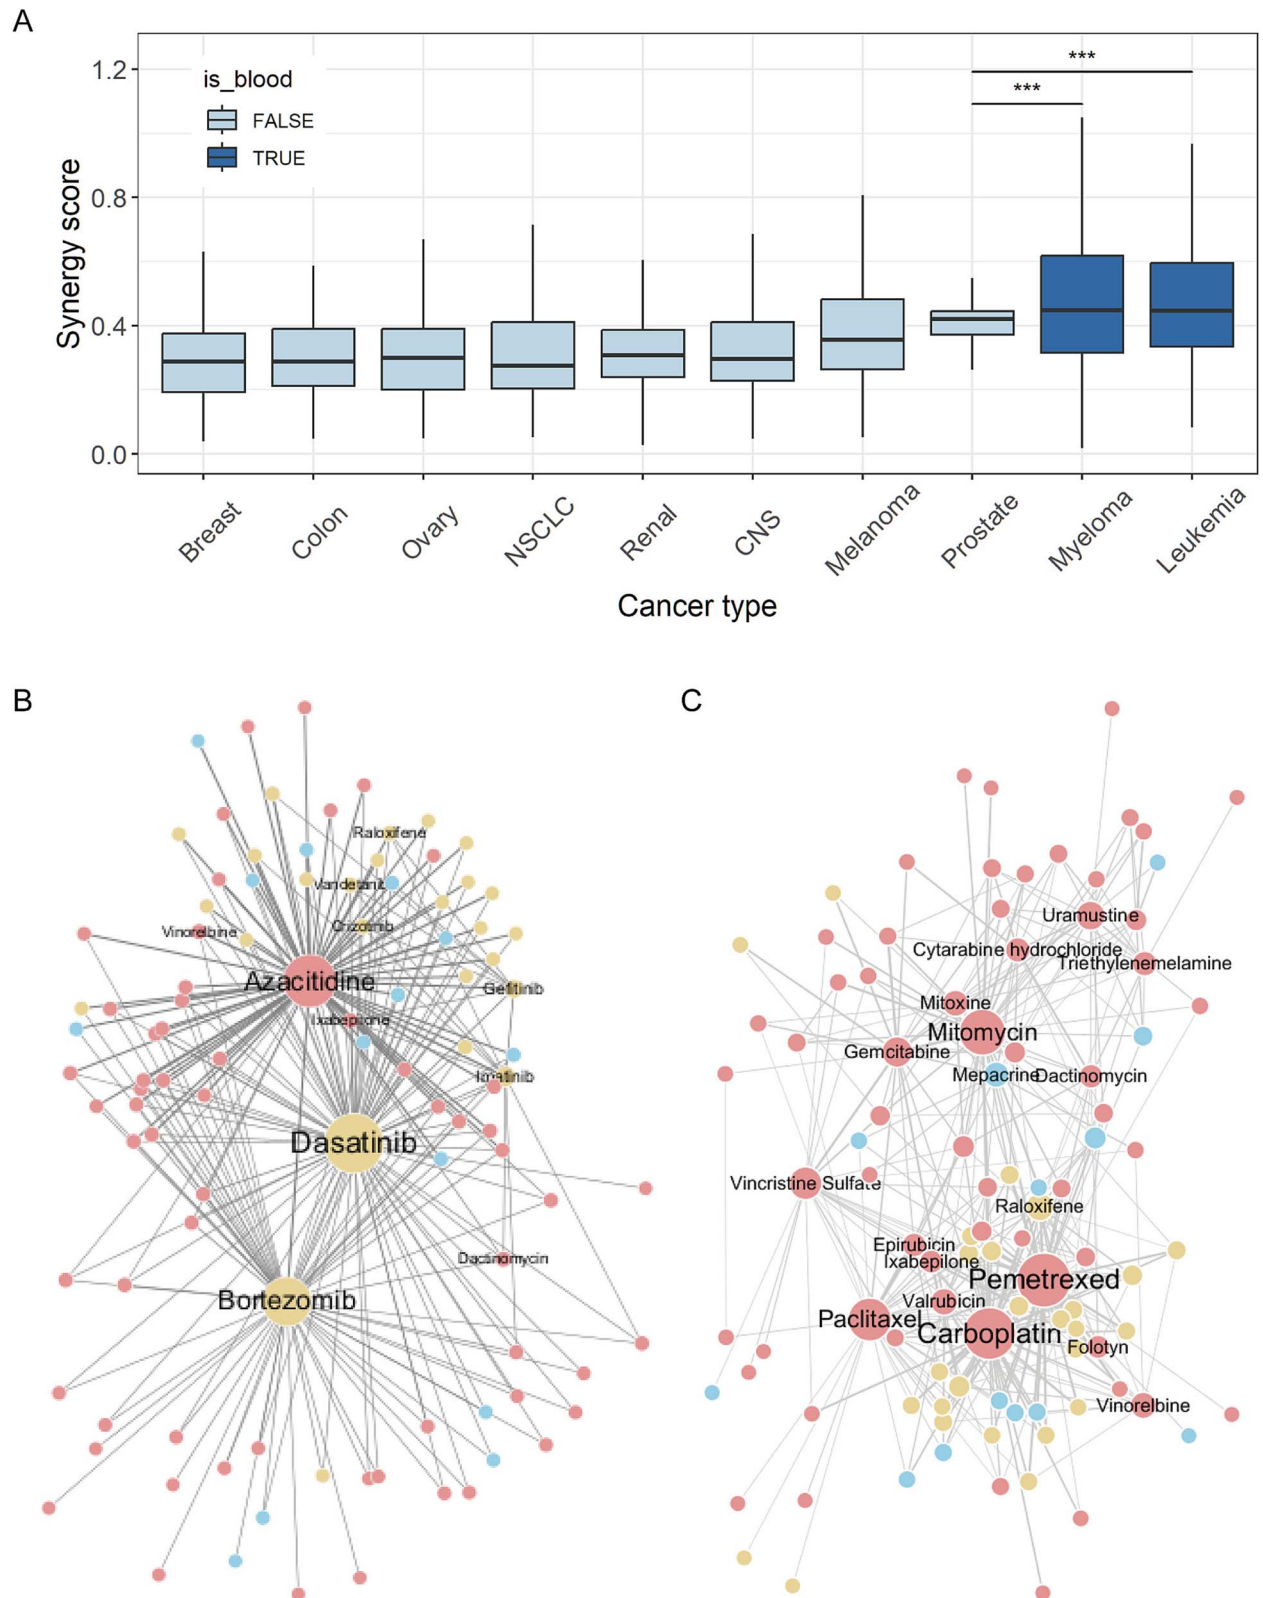 A
is_blood
FALSE
TRUE
***
***
1.2
0.8
0.4
0.0
Synergy score
Breast
Colon
Ovary
NSCLC
Renal
CNS
Melanoma
Prostate
Myeloma
Leukemia
Cancer type
B
Raloxifene
Vandetanib
Crizotinib
Vinorelbine
Azacitidine
Gefitinib
Ixabepilone
Imatinib
Dasatinib
Dactinomycin
Bortezomib
C
Uramustine
Cytarabine hydrochloride
Triethylenemelamine
Mitoxine
Mitomycin
Gemcitabine
Mepacrine
Dactinomycin
Vincristine Sulfate
Raloxifene
Epirubicin
Ixabepilone
Pemetrexed
Valrubicin
Paclitaxel
Carboplatin
Folotyn
Vinorelbine